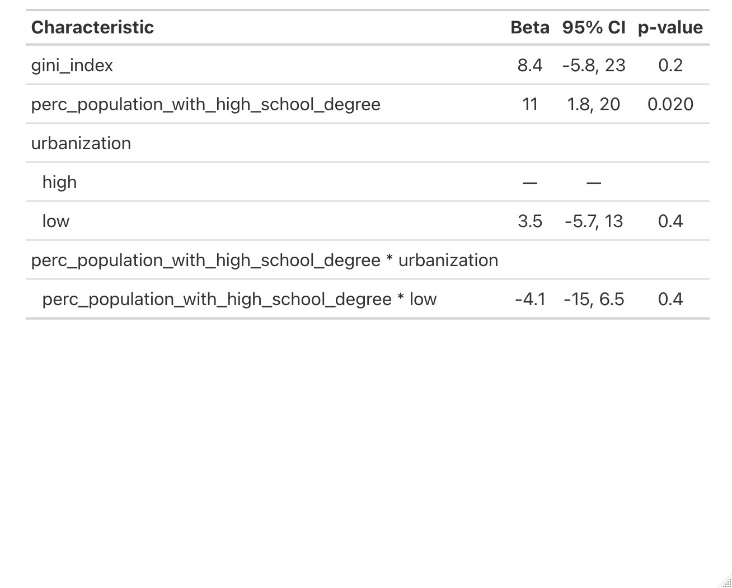 Characteristic Beta 95% CI p-value
gini_index 8.4 -5.8, 23 0.2
perc_population_with_high_school_degree 11 1.8, 20 0.020
urbanization
high — —
low 3.5 -5.7, 13 0.4
perc_population_with_high_school_degree * urbanization
perc_population_with_high_school_degree * low -4.1 -15, 6.5 0.4